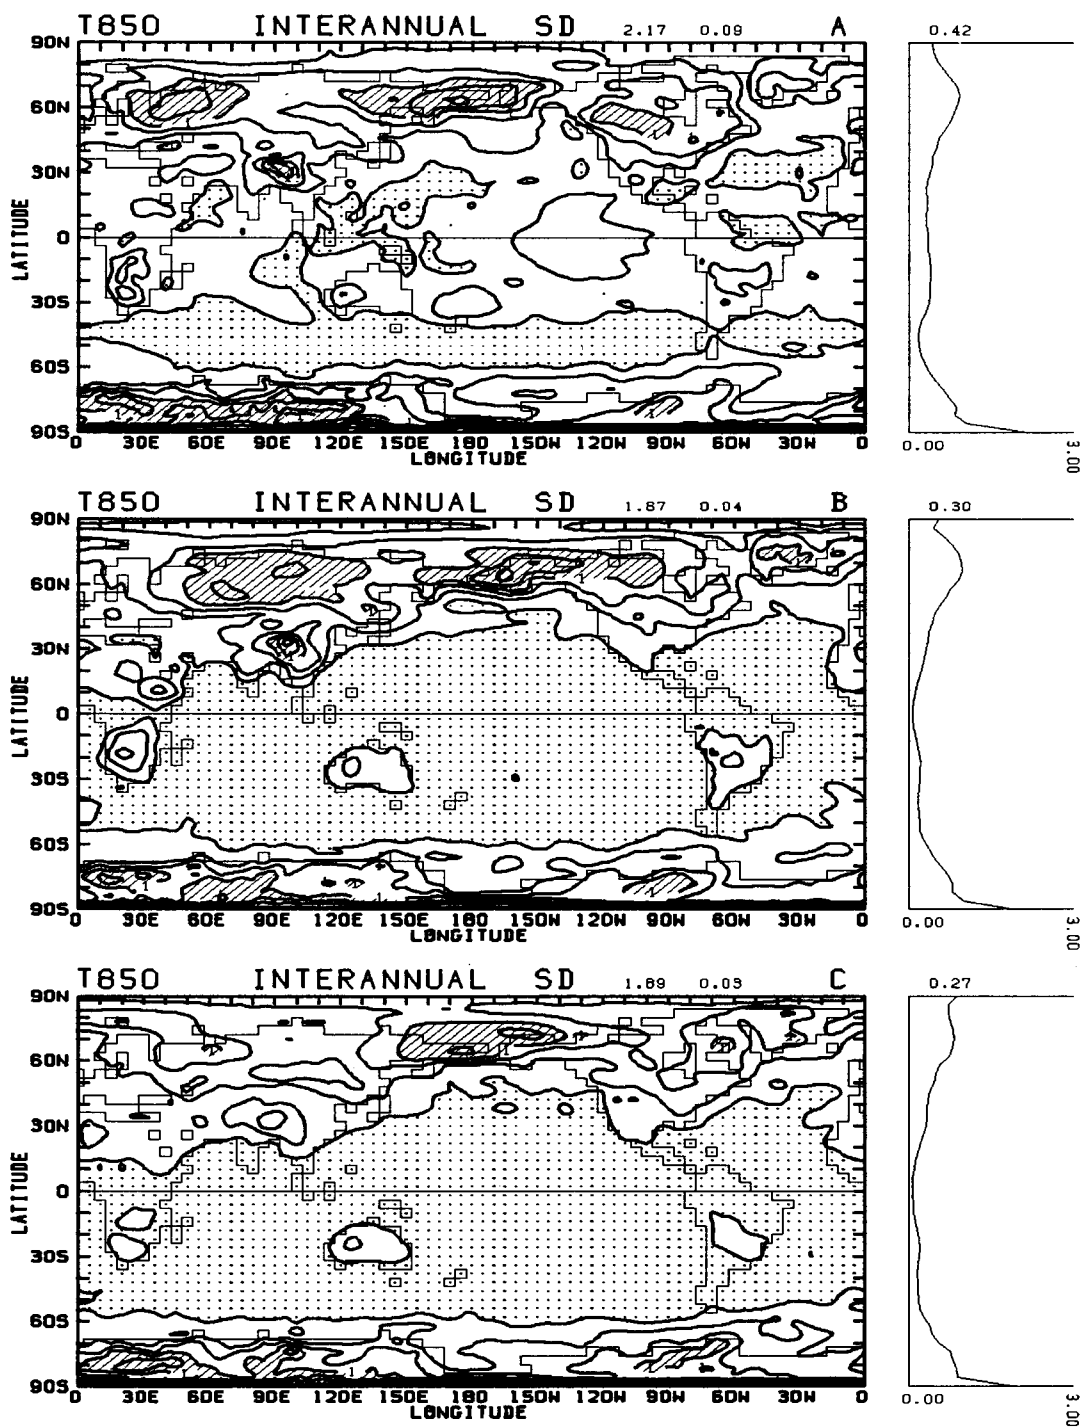 T850 INTERANNUAL SD 2.17 0.09 A 0.42
90N
60N
30N
0
30S
60S
90S
LATITUDE
0 30E 60E 90E 120E 150E 180 150W 120W 90W 60W 30W 0
LONGITUDE
0.00 3.00
T850 INTERANNUAL SD 1.87 0.04 B 0.30
90N
60N
30N
0
30S
60S
90S
LATITUDE
0 30E 60E 90E 120E 150E 180 150W 120W 90W 60W 30W 0
LONGITUDE
0.00 3.00
T850 INTERANNUAL SD 1.89 0.03 C 0.27
90N
60N
30N
0
30S
60S
90S
LATITUDE
0 30E 60E 90E 120E 150E 180 150W 120W 90W 60W 30W 0
LONGITUDE
0.00 3.00